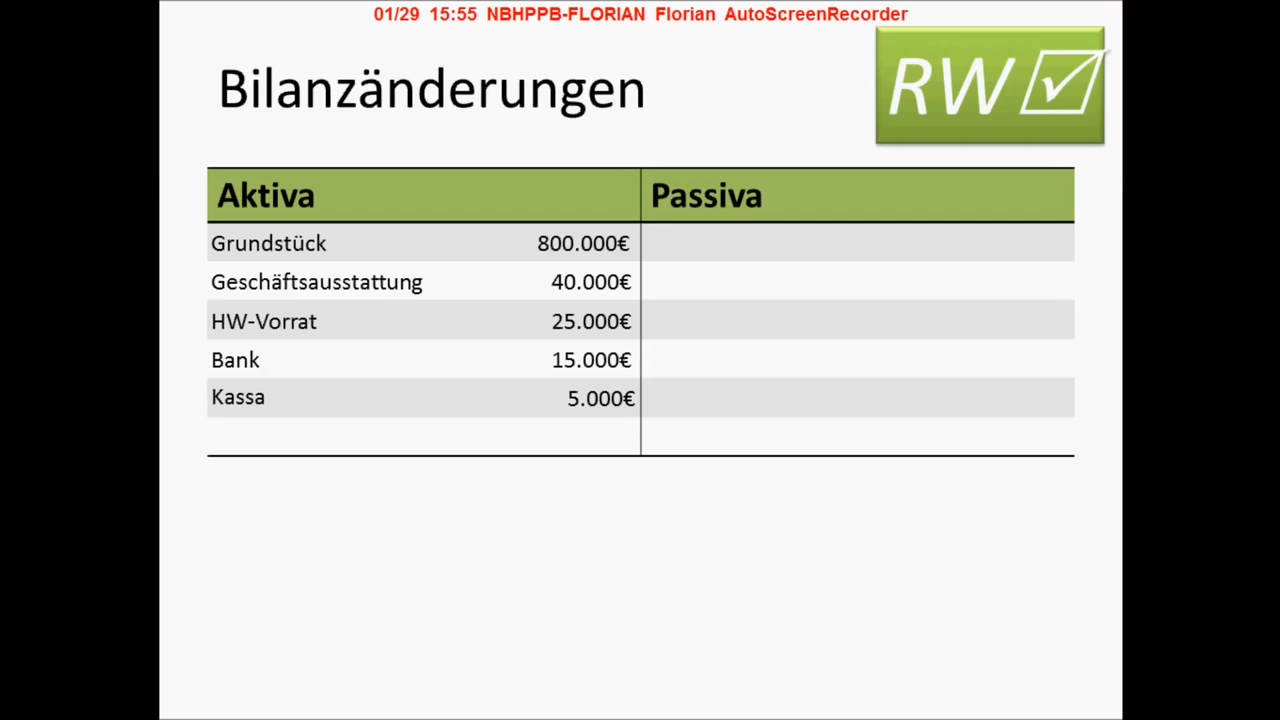 01/29 15:55 NBHPPB-FLORIAN Florian AutoScreenRecorder
Bilanzänderungen
RW
Aktiva Passiva
Grundstück 800.000€
Geschäftsausstattung 40.000€
HW-Vorrat 25.000€
Bank 15.000€
Kassa 5.000€